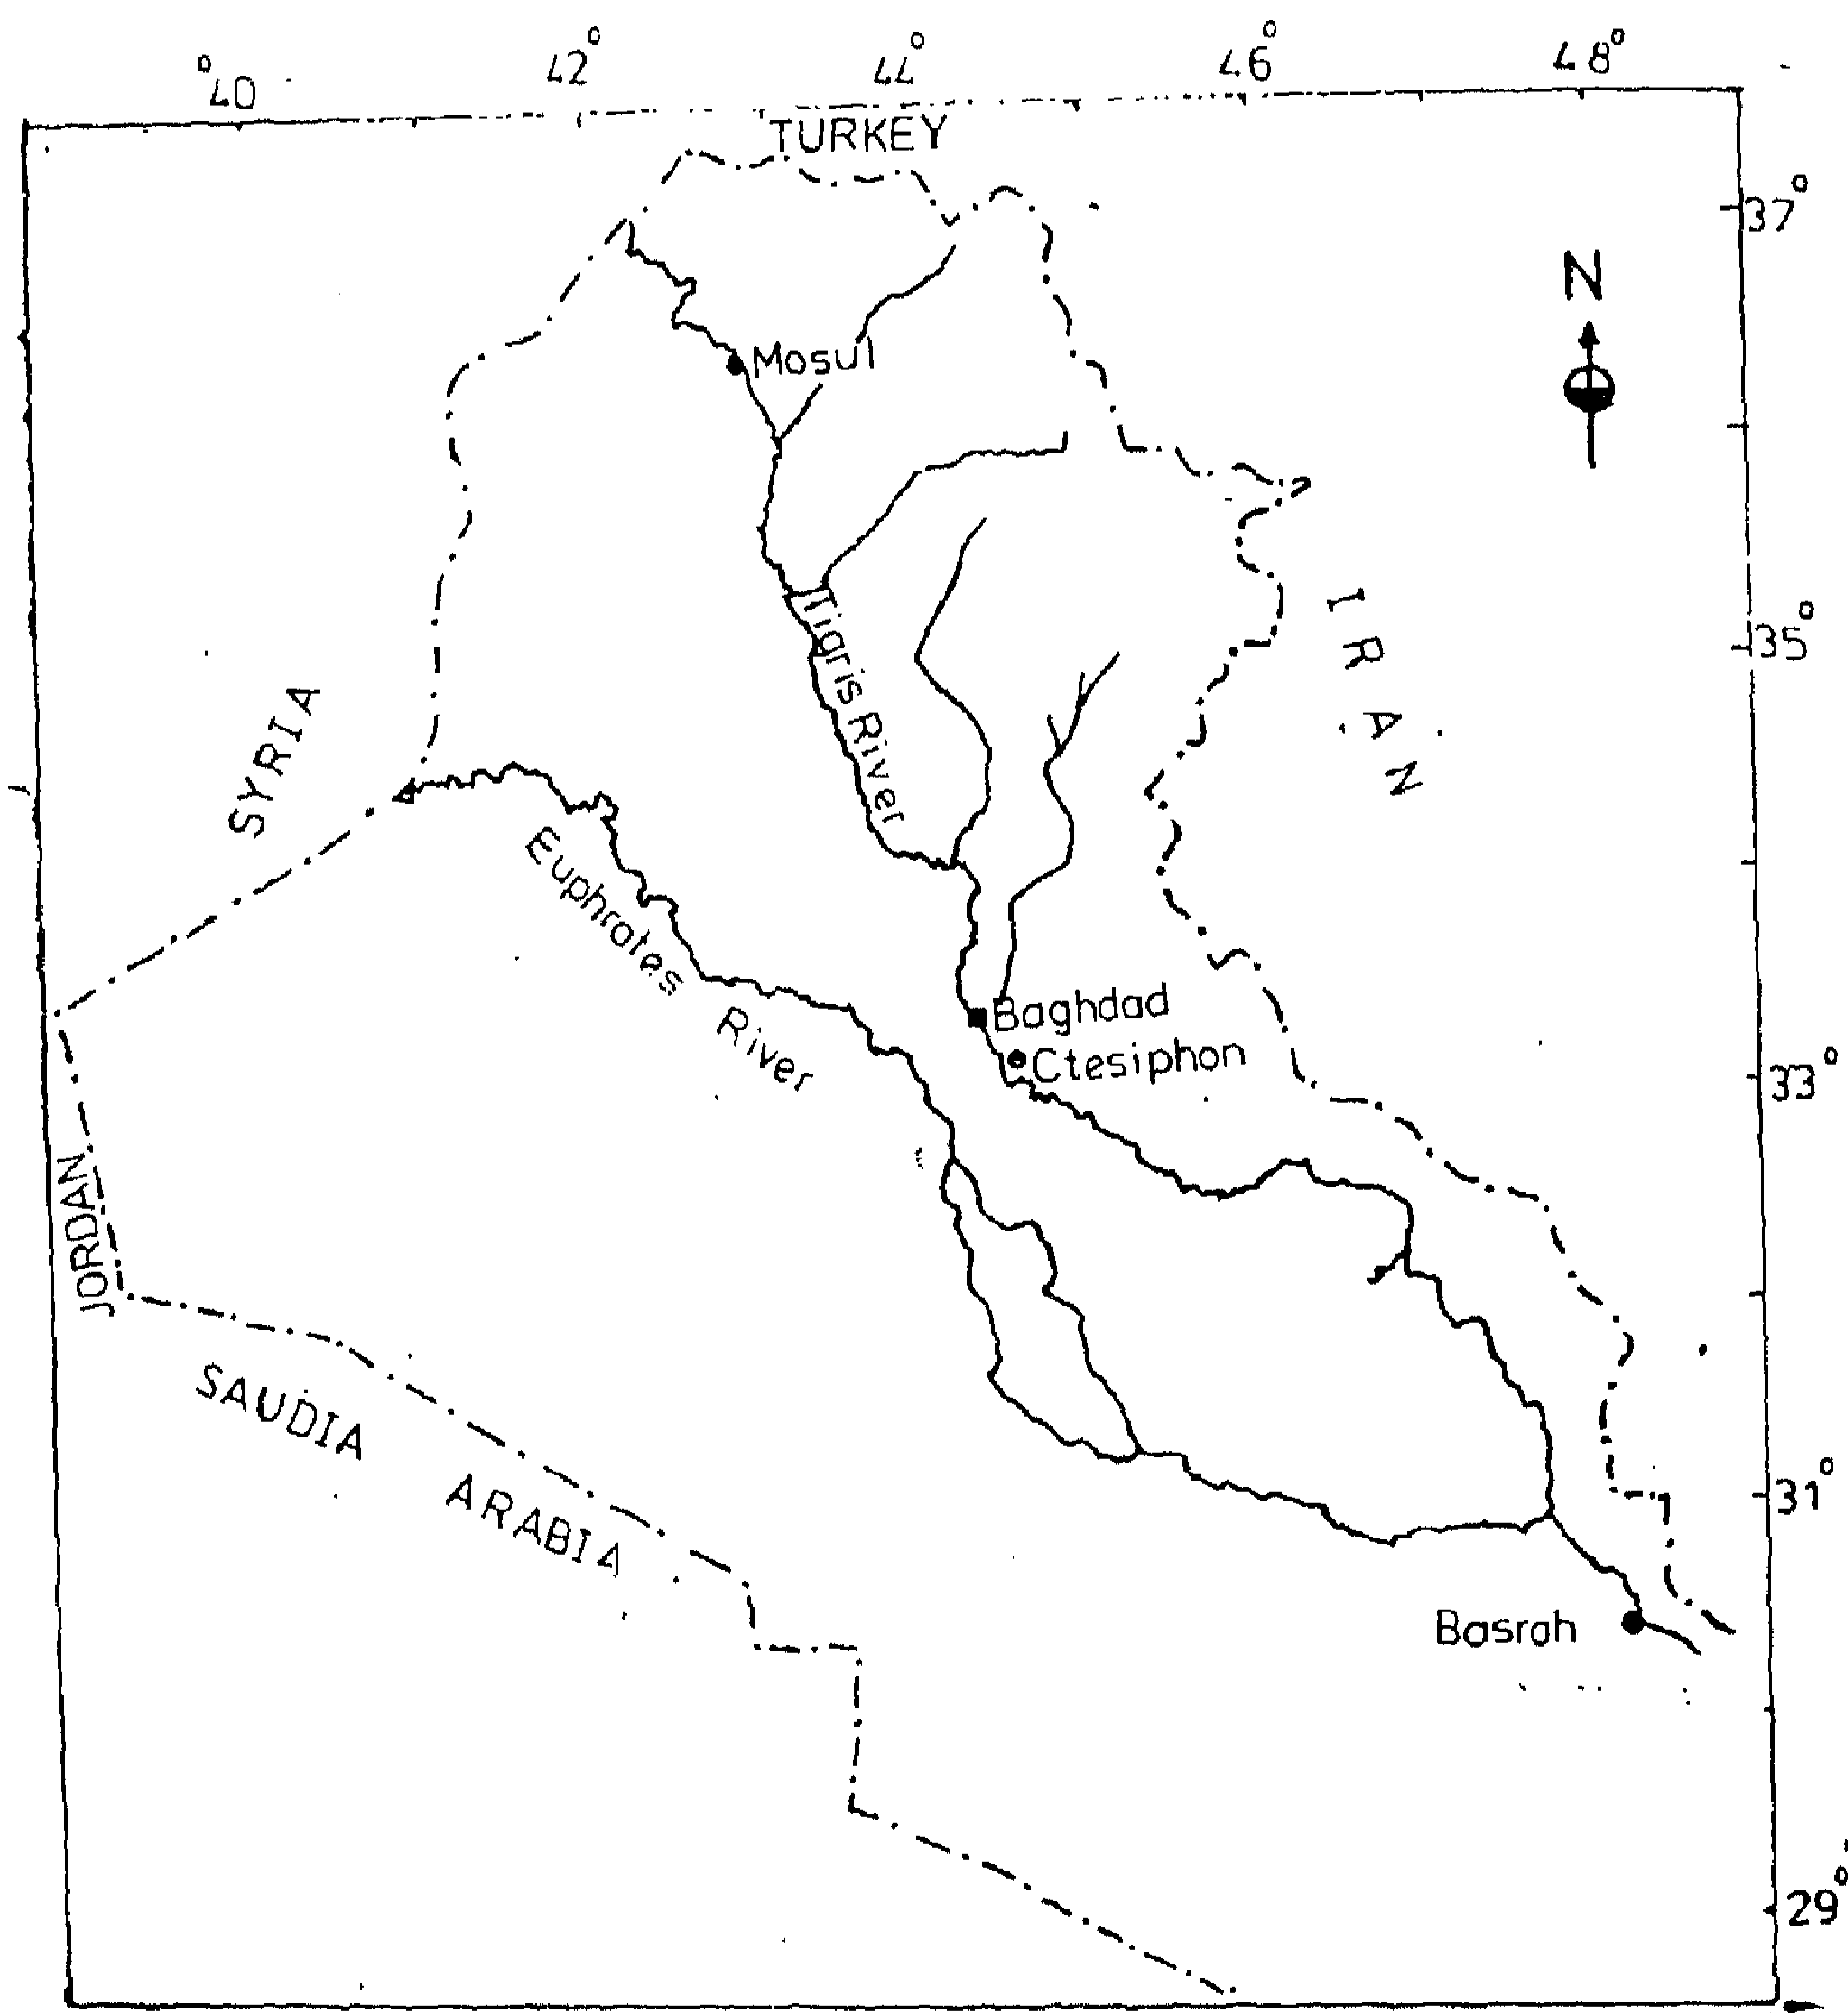 °40
42°
44°
46°
48°
TURKEY
37°
N
Mosul
IRAN
35°
Tigris River
SYRIA
Euphrates
River
Baghdad
Ctesiphon
33°
JORDAN
SAUDIA
ARABIA
31°
Basrah
29°